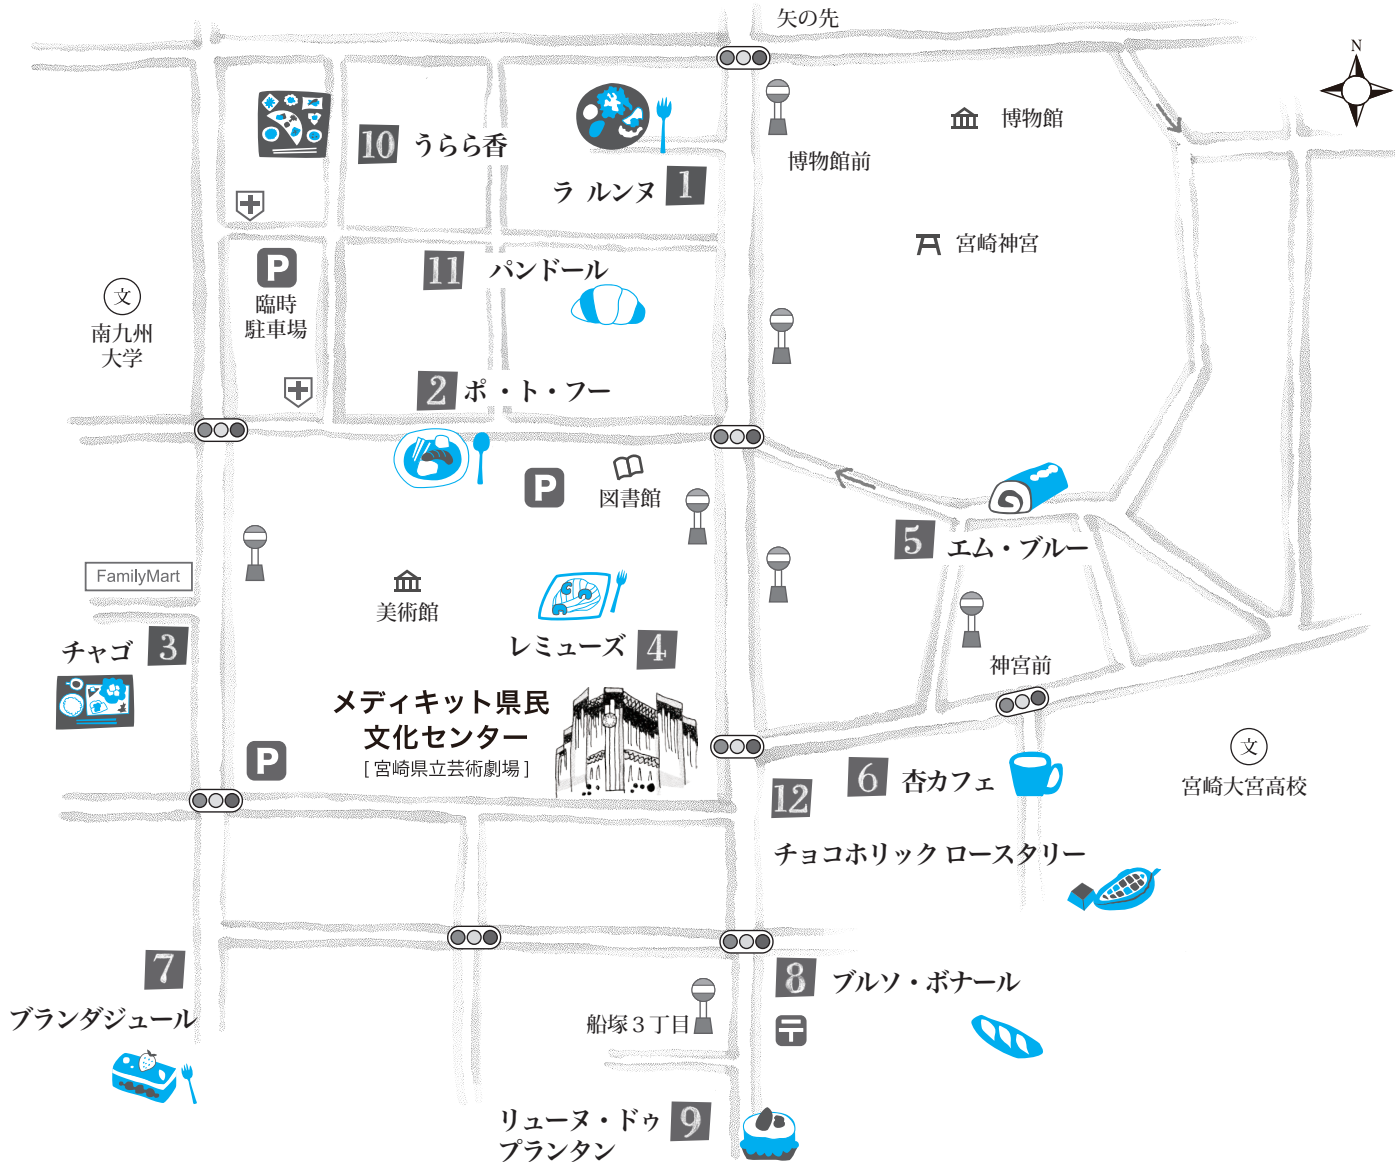 矢の先
N
博物館
10 うらら香
博物館前
ラ ルンヌ 1
宮崎神宮
11 パンドール
P
臨時
駐車場
文
南九州
大学
2 ポ・ト・フー
P
図書館
5 エム・ブルー
FamilyMart
美術館
チャゴ 3
レミューズ 4
神宮前
メディキット県民
文化センター
[ 宮崎県立芸術劇場 ]
P
文
宮崎大宮高校
6 杏カフェ
12
チョコホリック ロースタリー
7
ブランダジュール
8 ブルソ・ボナール
船塚3丁目
〒
リューヌ・ドゥ
プランタン
9